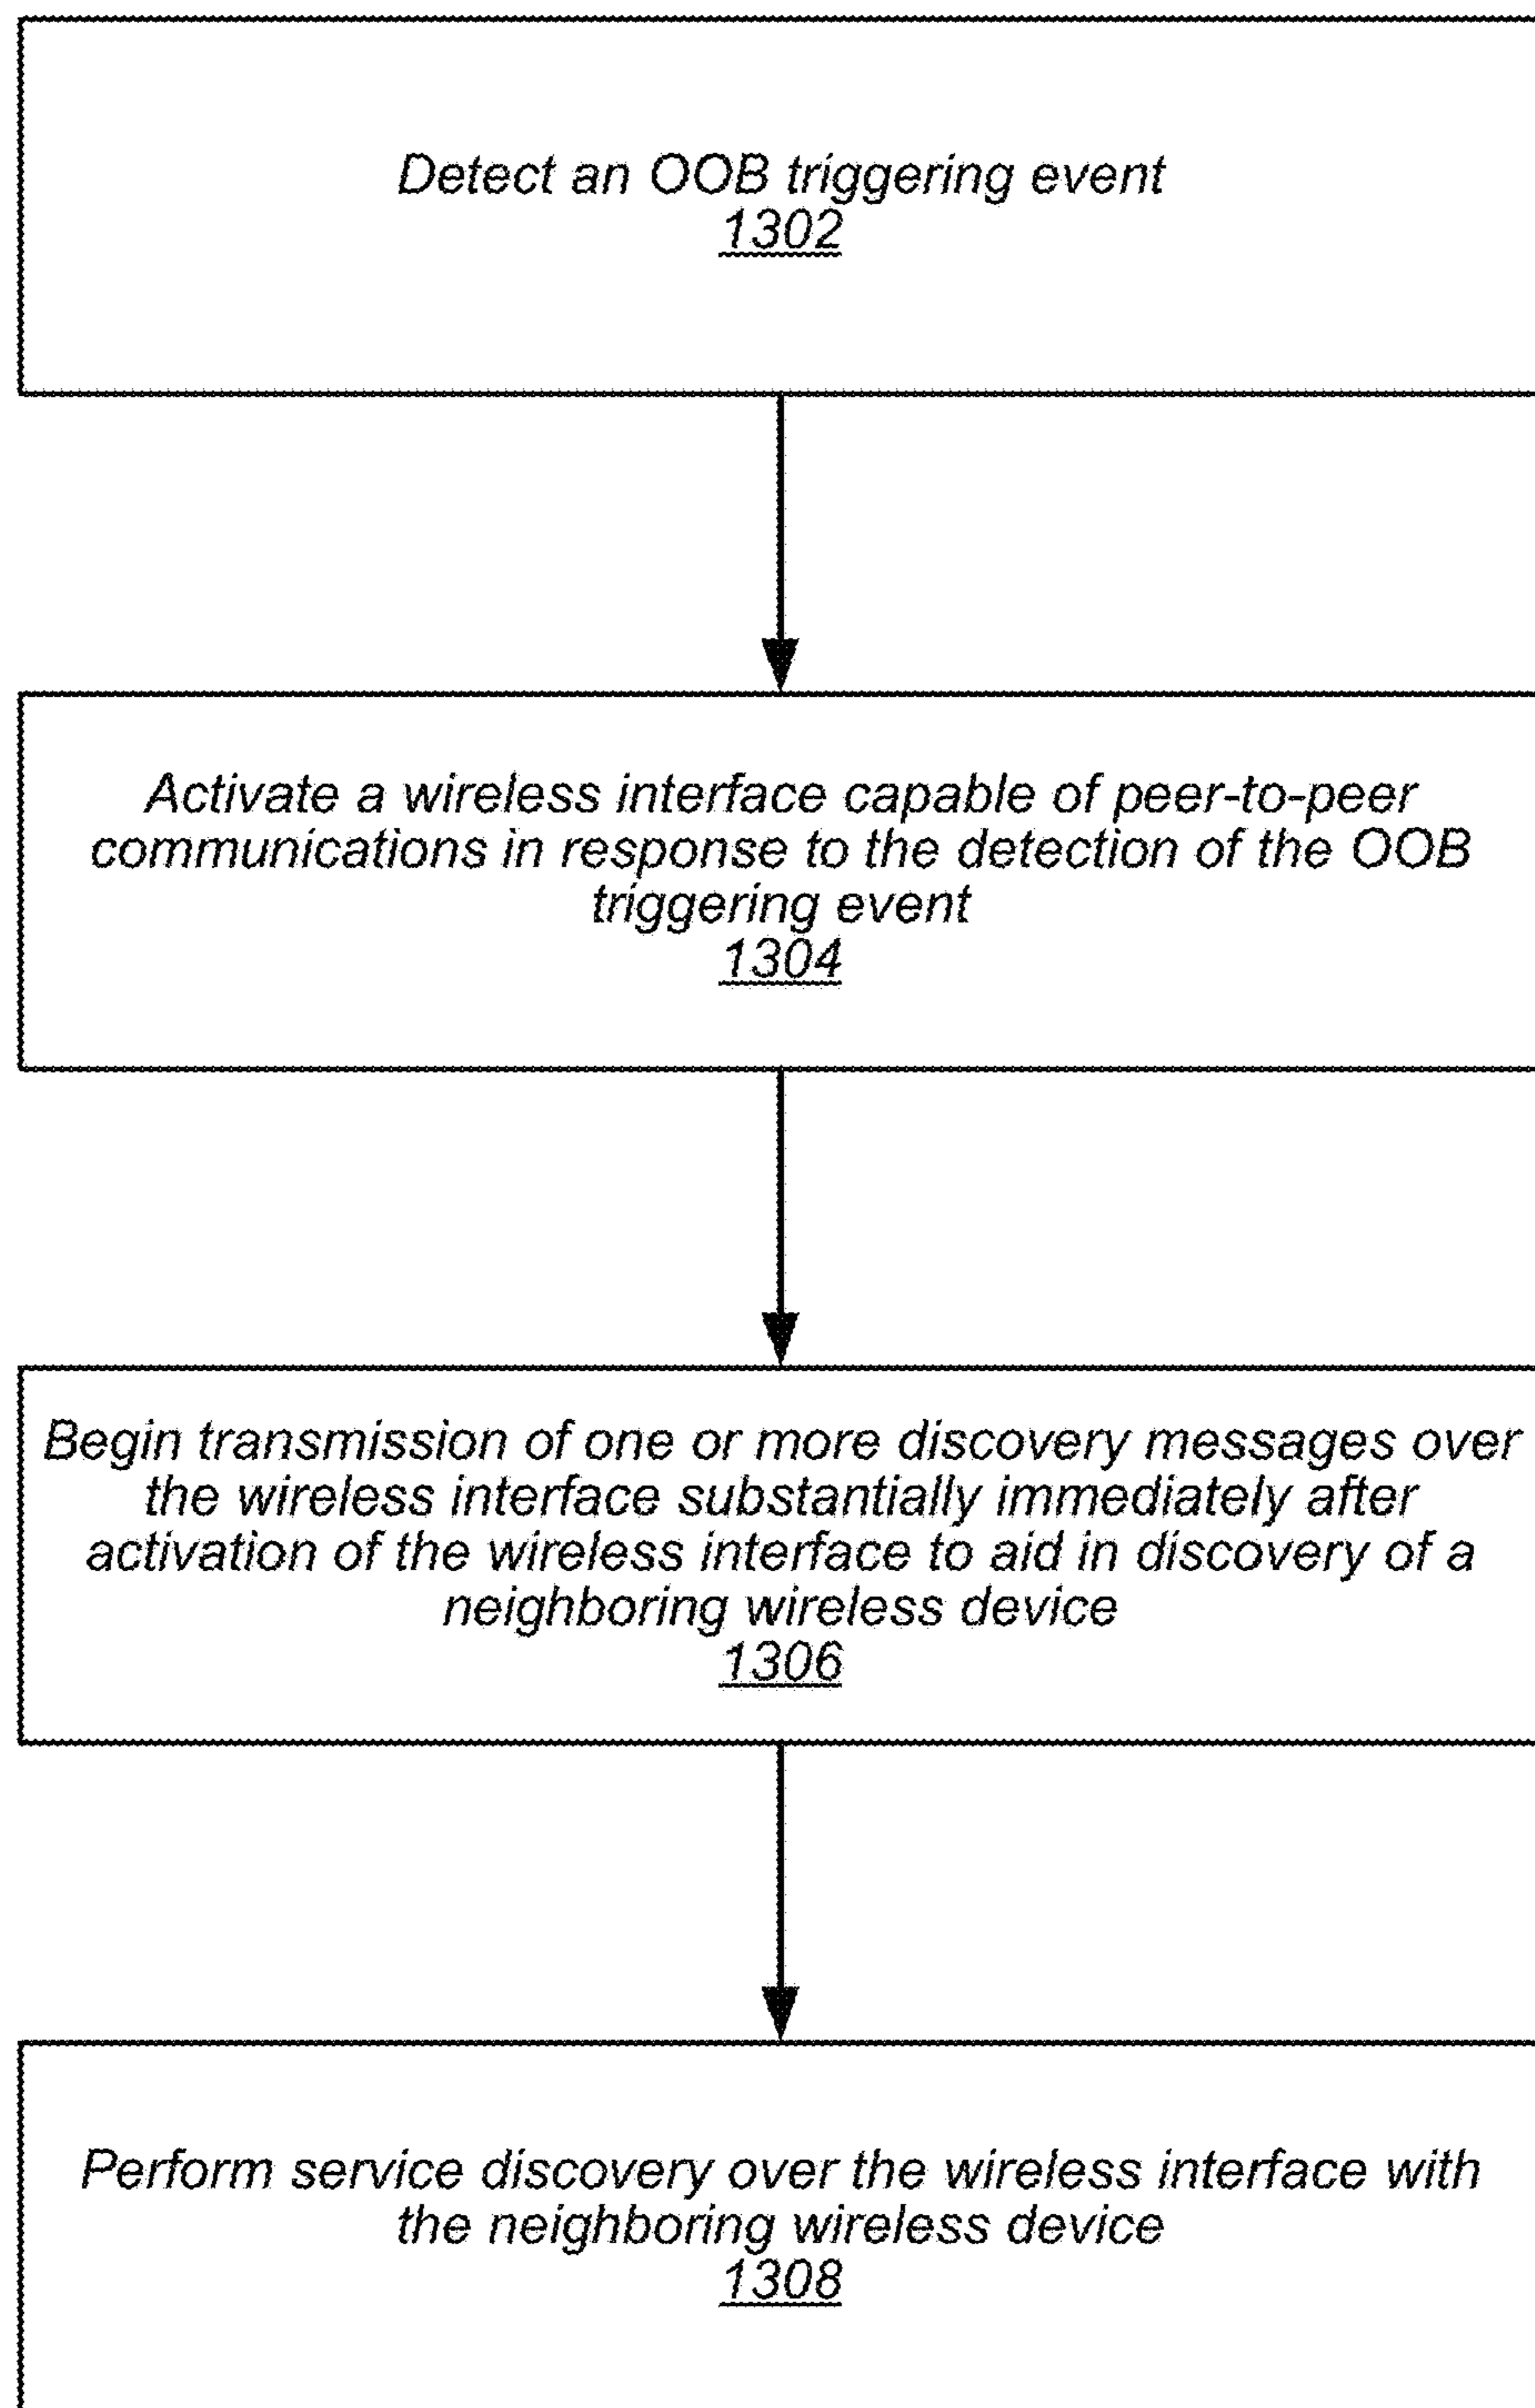 Detect an OOB triggering event
1302
Activate a wireless interface capable of peer-to-peer
communications in response to the detection of the OOB
triggering event
1304
Begin transmission of one or more discovery messages over
the wireless interface substantially immediately after
activation of the wireless interface to aid in discovery of a
neighboring wireless device
1306
Perform service discovery over the wireless interface with
the neighboring wireless device
1308